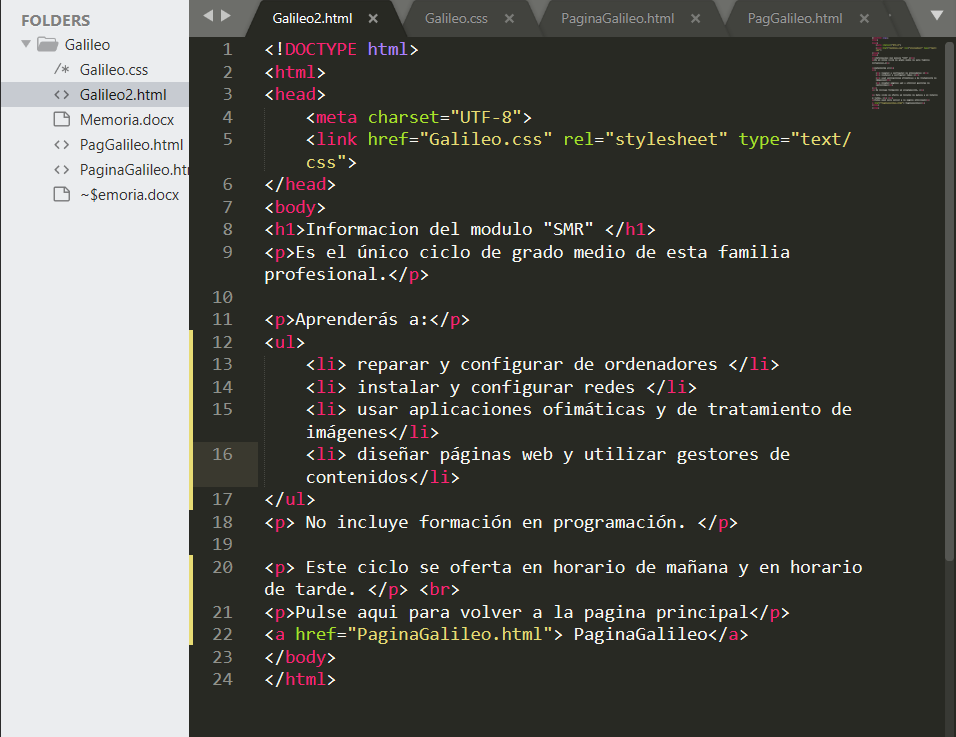 FOLDERS
Galileo
/* Galileo.css
<> Galileo2.html
Memoria.docx
<> PagGalileo.html
<> PaginaGalileo.htm
~$emoria.docx
Galileo2.html × Galileo.css × PaginaGalileo.html × PagGalileo.html ×
1 <!DOCTYPE html>
2 <html>
3 <head>
4 <meta charset="UTF-8">
5 <link href="Galileo.css" rel="stylesheet" type="text/
css">
6 </head>
7 <body>
8 <h1>Informacion del modulo "SMR" </h1>
9 <p>Es el único ciclo de grado medio de esta familia
profesional.</p>
10
11 <p>Aprenderás a:</p>
12 <ul>
13 <li> reparar y configurar de ordenadores </li>
14 <li> instalar y configurar redes </li>
15 <li> usar aplicaciones ofimáticas y de tratamiento de
imágenes</li>
16 <li> diseñar páginas web y utilizar gestores de
contenidos</li>
17 </ul>
18 <p> No incluye formación en programación. </p>
19
20 <p> Este ciclo se oferta en horario de mañana y en horario
de tarde. </p> <br>
21 <p>Pulse aqui para volver a la pagina principal</p>
22 <a href="PaginaGalileo.html"> PaginaGalileo</a>
23 </body>
24 </html>